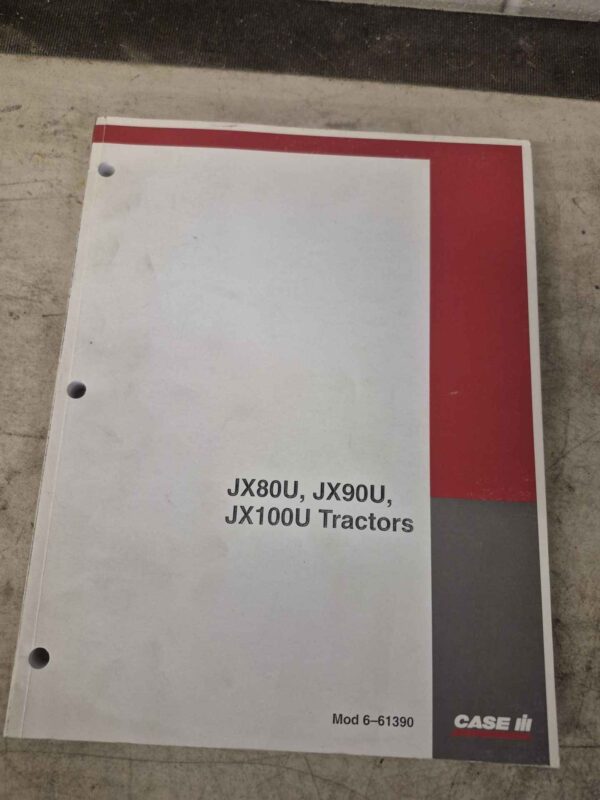 JX80U, JX90U,
JX100U Tractors
Mod 6–61390
CASE IH